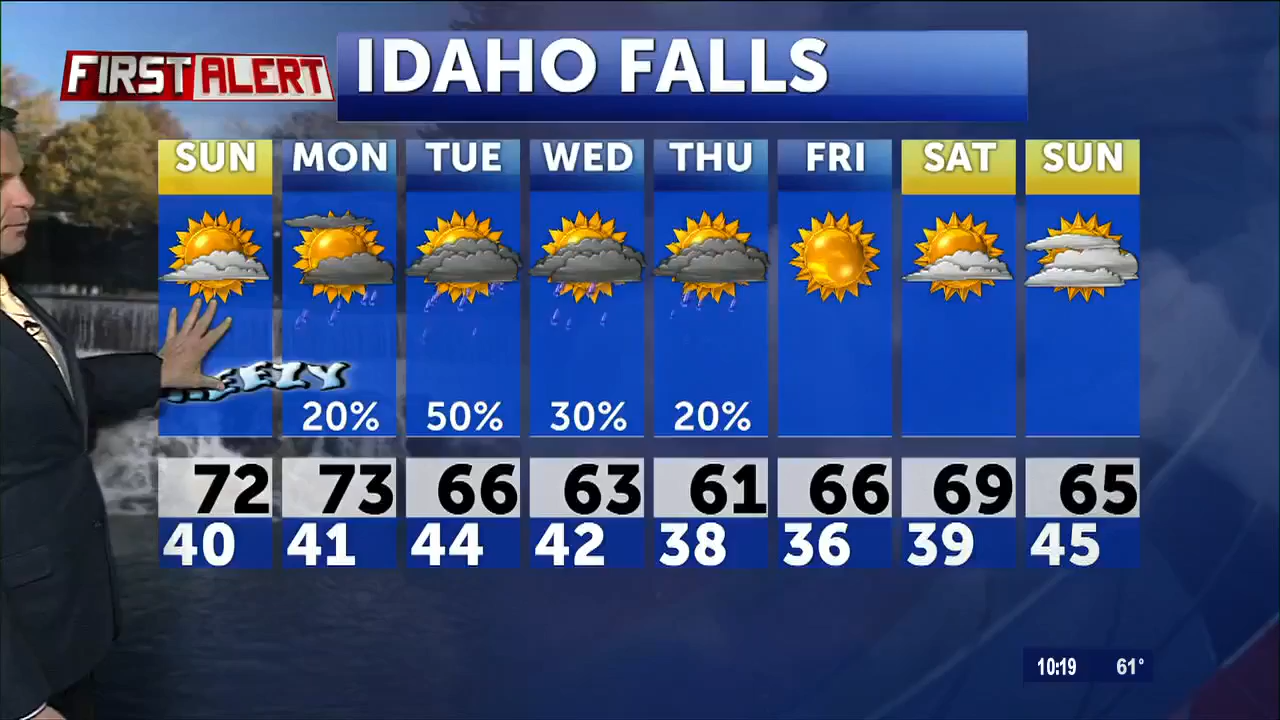 FIRST ALERT
IDAHO FALLS
SUN MON TUE WED THU FRI SAT SUN
20% 50% 30% 20%
72 73 66 63 61 66 69 65
40 41 44 42 38 36 39 45
10:19 61°